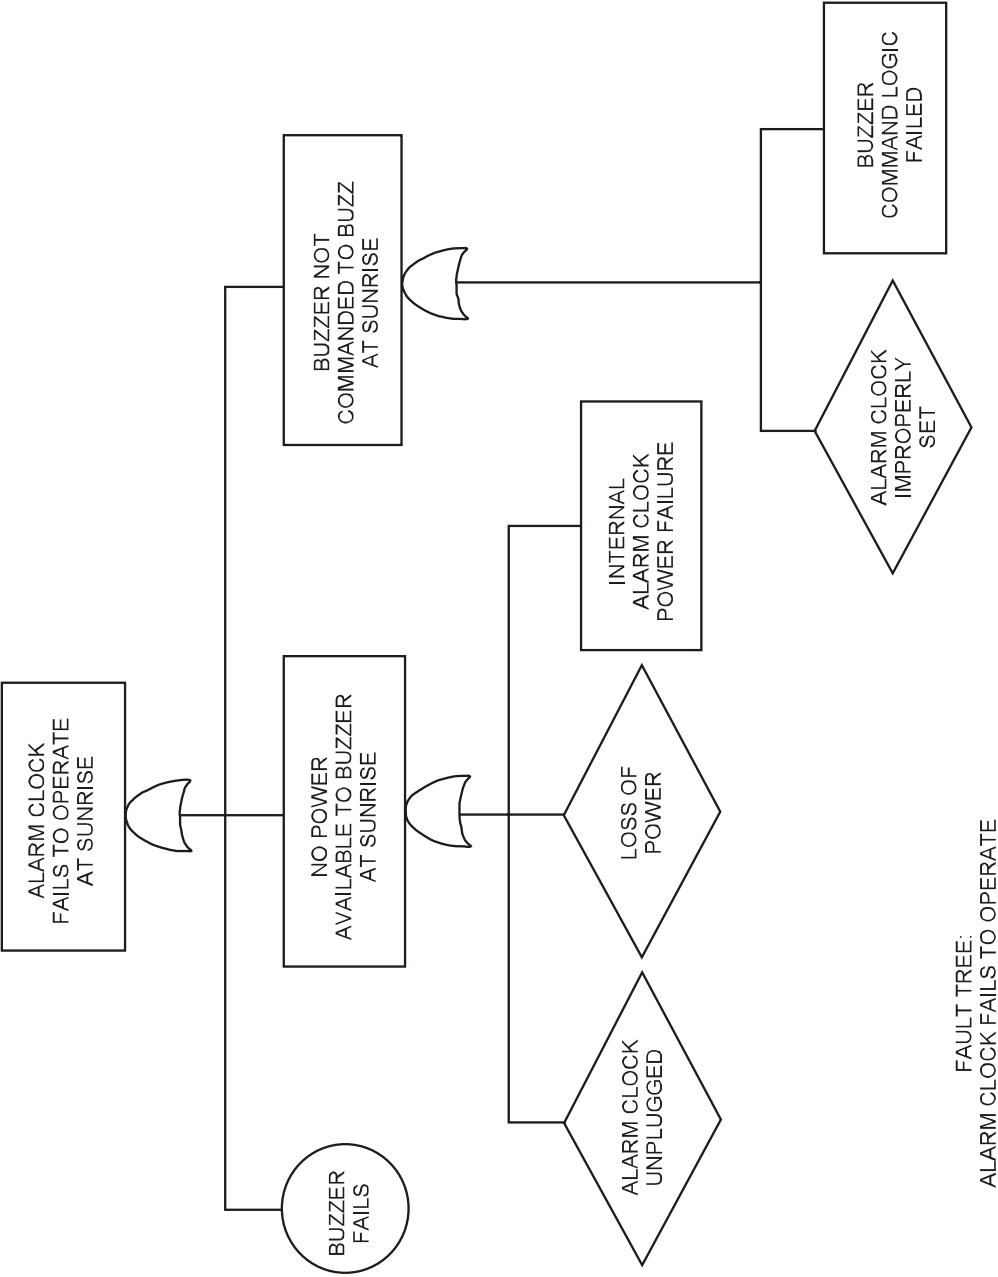 ALARM CLOCK
FAILS TO OPERATE
AT SUNRISE
BUZZER
FAILS
NO POWER
AVAILABLE TO BUZZER
AT SUNRISE
BUZZER NOT
COMMANDED TO BUZZ
AT SUNRISE
ALARM CLOCK
UNPLUGGED
LOSS OF
POWER
INTERNAL
ALARM CLOCK
POWER FAILURE
ALARM CLOCK
IMPROPERLY
SET
BUZZER
COMMAND LOGIC
FAILED
FAULT TREE:
ALARM CLOCK FAILS TO OPERATE